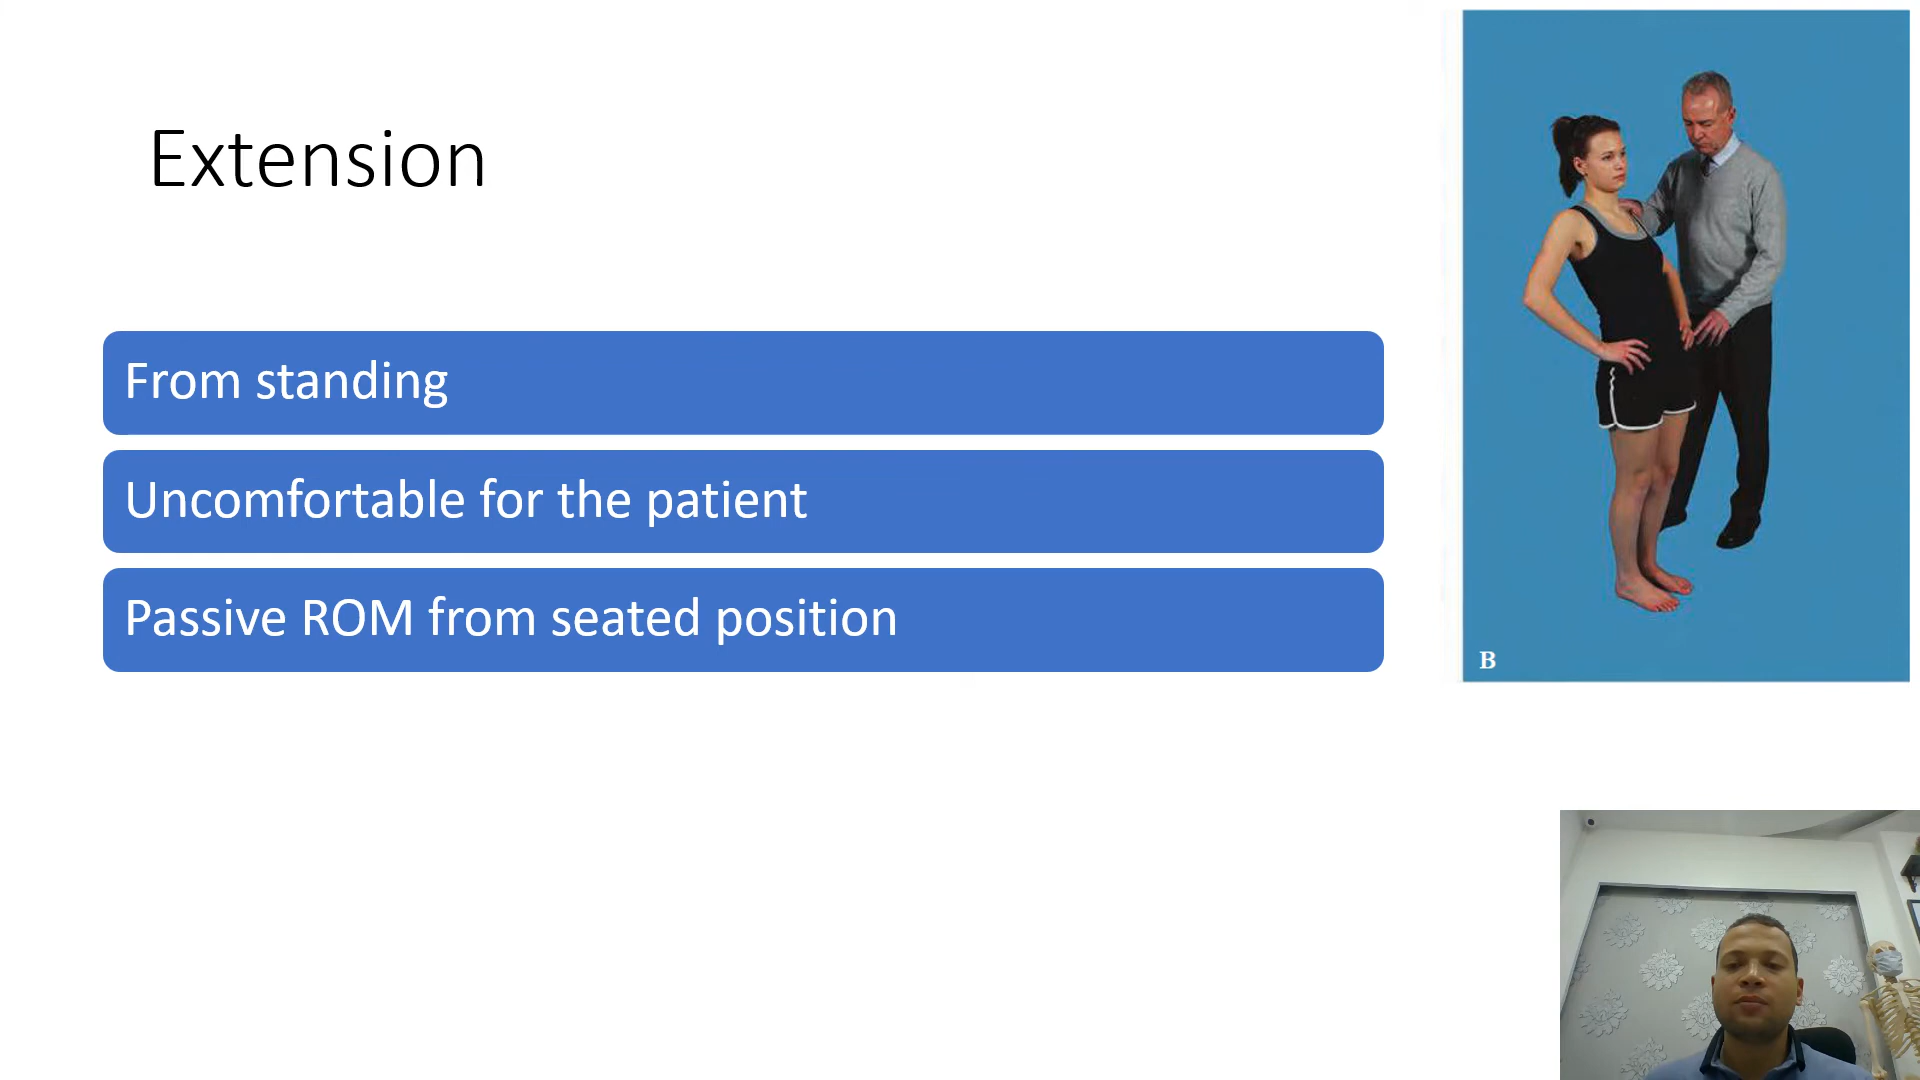 Extension
From standing
Uncomfortable for the patient
Passive ROM from seated position
B